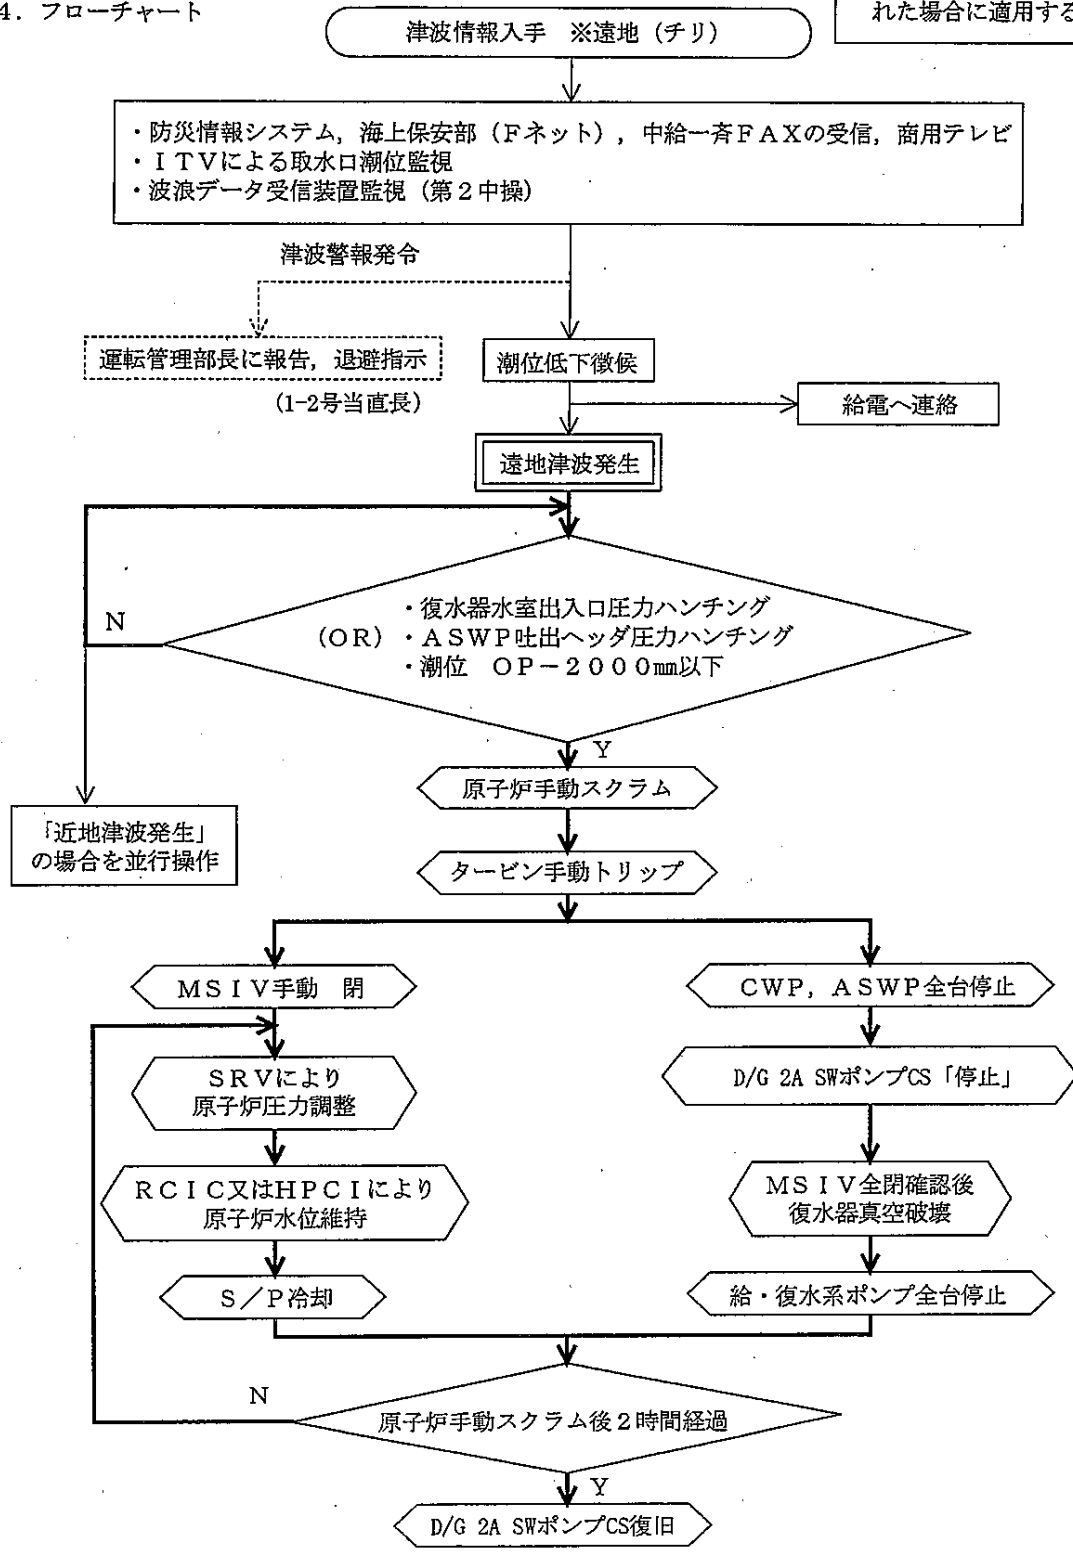 4．フローチャート
れた場合に適用する
津波情報入手　※遠地（チリ）
・防災情報システム，海上保安部（Fネット），中給一斉FAXの受信，商用テレビ
・ITVによる取水口潮位監視
・波浪データ受信装置監視（第２中操）
津波警報発令
運転管理部長に報告，退避指示
(1-2号当直長)
潮位低下徴候
給電へ連絡
遠地津波発生
N
・復水器水室出入口圧力ハンチング
（OR）・ASWP吐出ヘッダ圧力ハンチング
・潮位　OP－２０００㎜以下
Y
原子炉手動スクラム
「近地津波発生」
の場合を並行操作
タービン手動トリップ
MSIV手動　閉
CWP，ASWP全台停止
SRVにより
原子炉圧力調整
D/G 2A SWポンプCS「停止」
RCIC又はHPCIにより
原子炉水位維持
MSIV全閉確認後
復水器真空破壊
S／P冷却
給・復水系ポンプ全台停止
N
原子炉手動スクラム後２時間経過
Y
D/G 2A SWポンプCS復旧